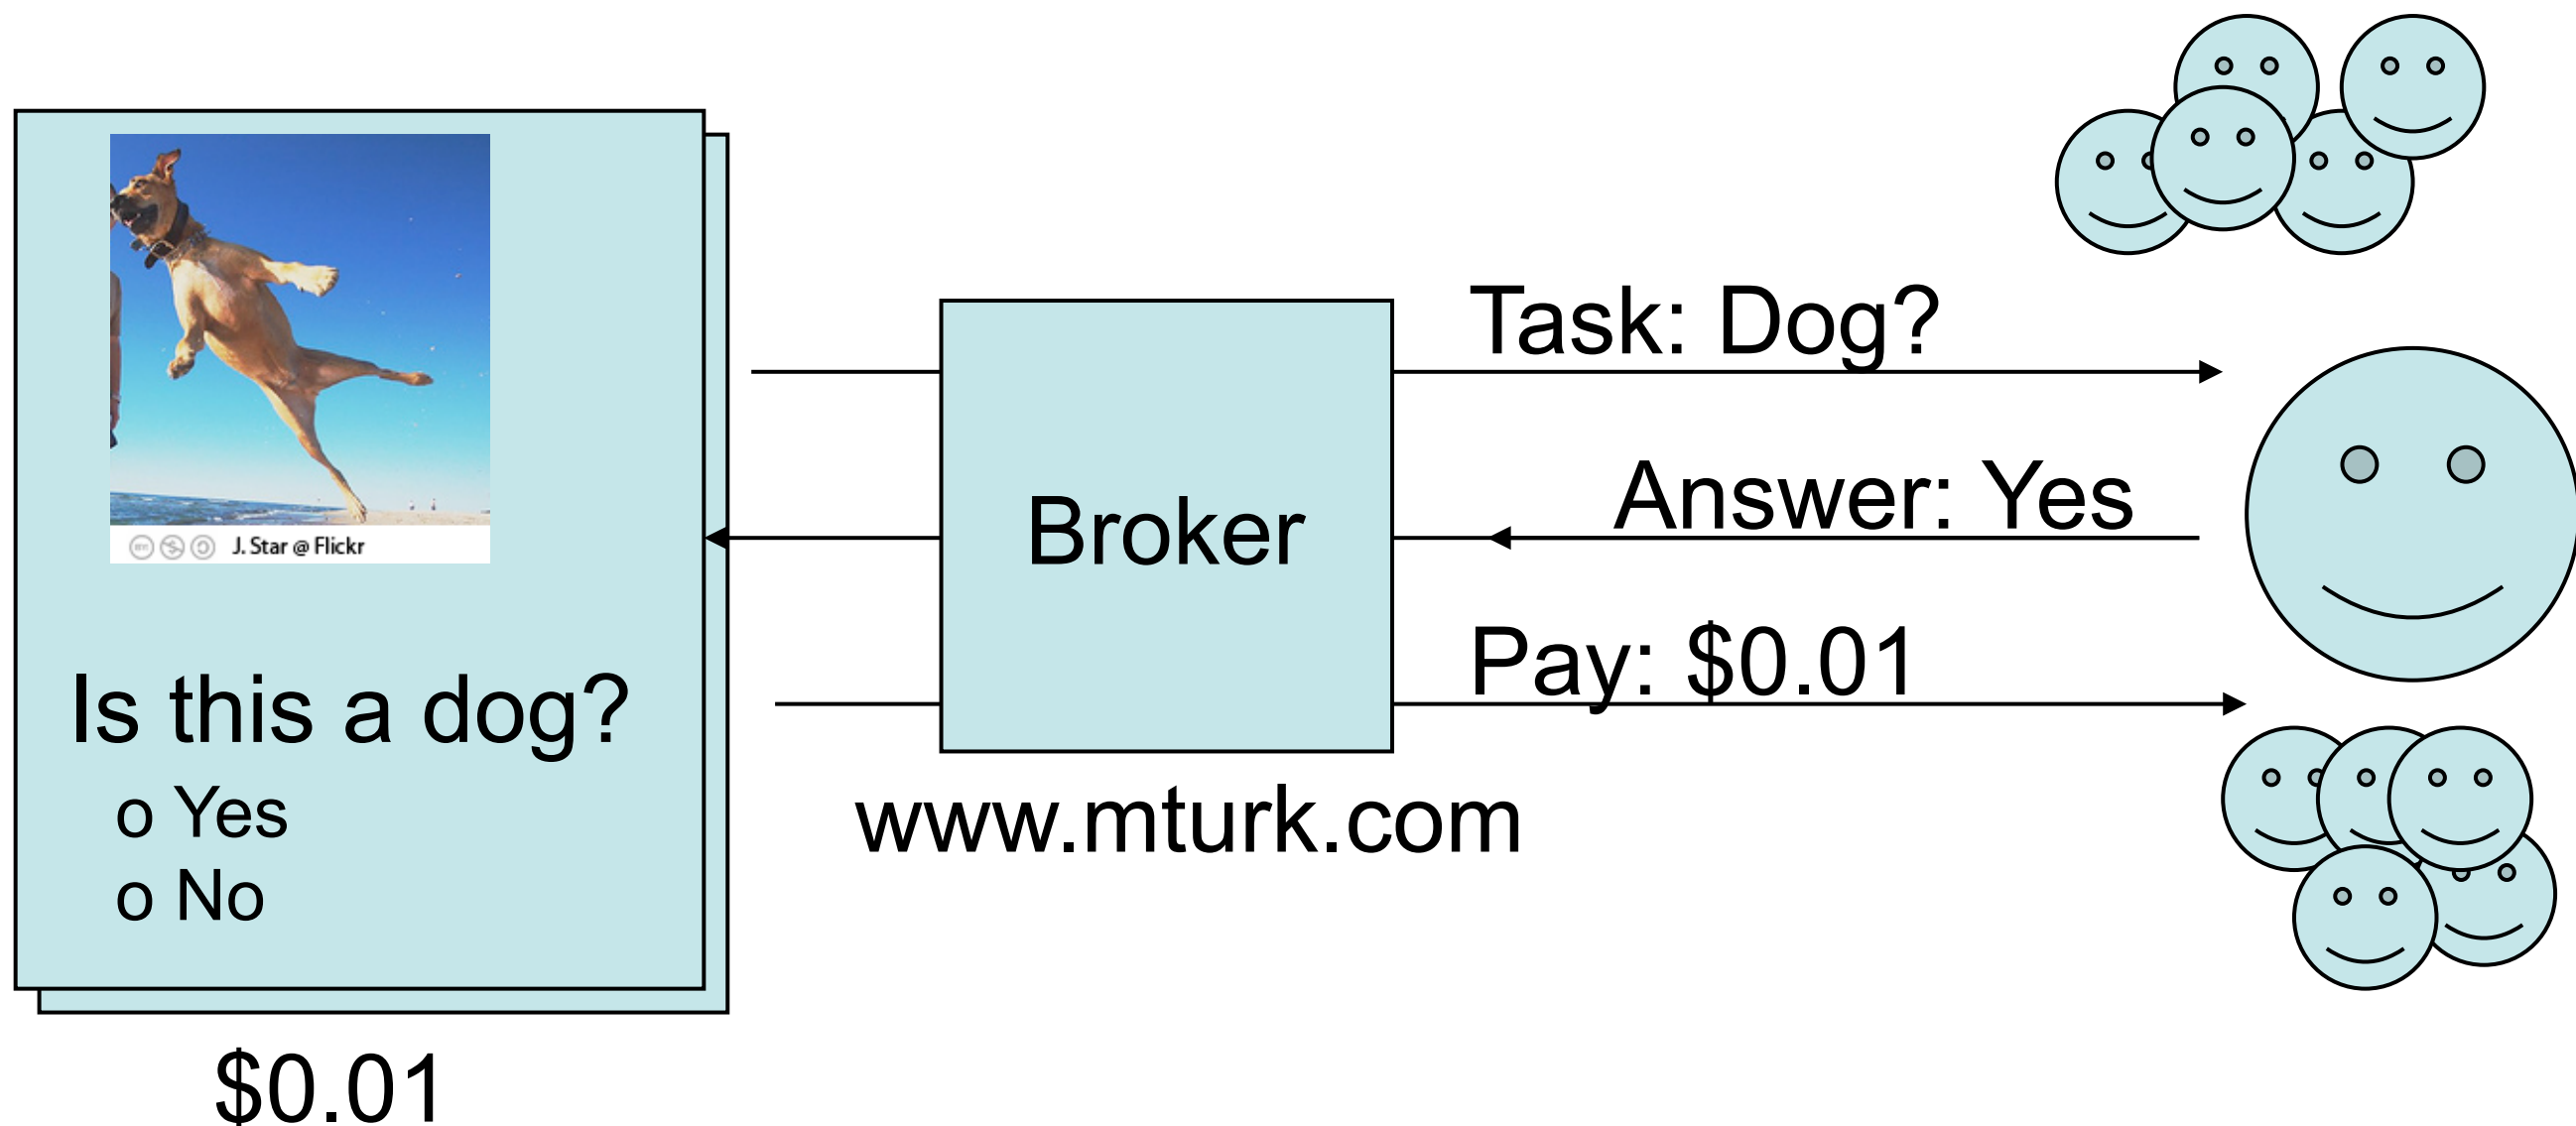 J. Star @ Flickr
Is this a dog?
o Yes
o No
$0.01
Broker
www.mturk.com
Task: Dog?
Answer: Yes
Pay: $0.01